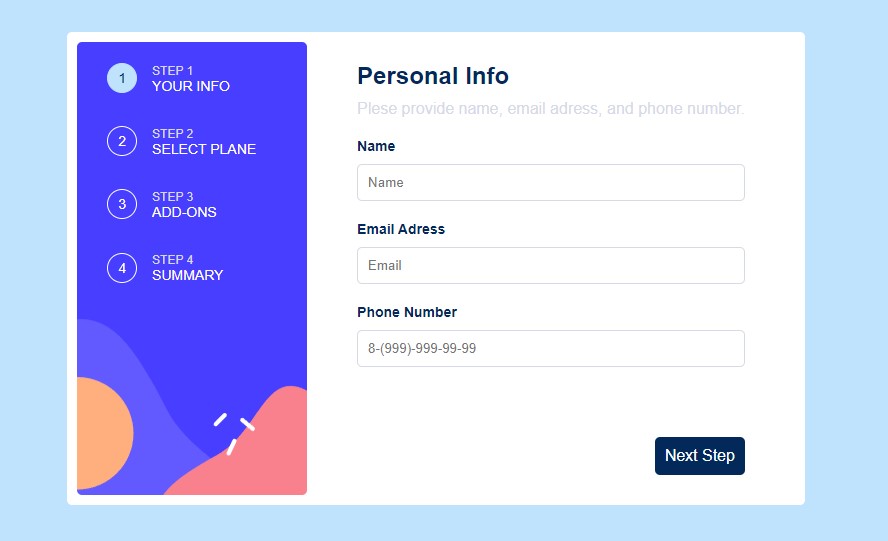 1
STEP 1
YOUR INFO
2
STEP 2
SELECT PLANE
3
STEP 3
ADD-ONS
4
STEP 4
SUMMARY
Personal Info
Plese provide name, email adress, and phone number.
Name
Name
Email Adress
Email
Phone Number
8-(999)-999-99-99
Next Step